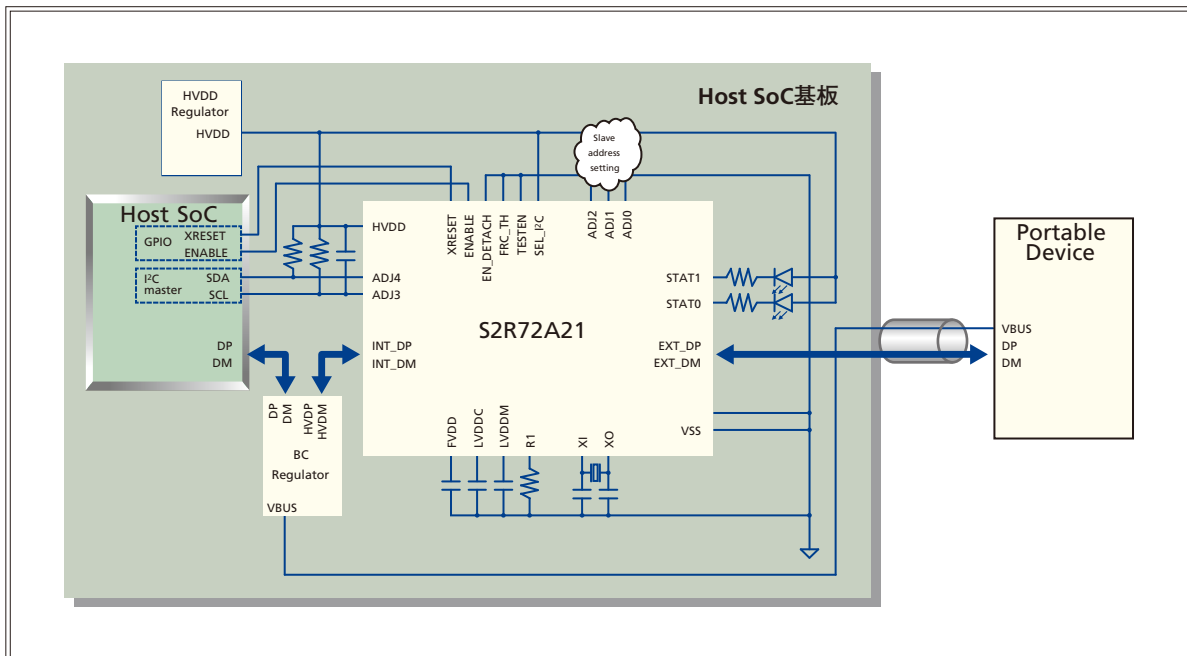 Host SoC基板
HVDD
Regulator
HVDD
Slave
address
setting
Host SoC
GPIO
XRESET
ENABLE
I²C
master
SDA
SCL
DP
DM
HVDD
ADJ4
ADJ3
INT_DP
INT_DM
XRESET
ENABLE
EN_DETACH
FRC_TH
TESTEN
SEL_I²C
ADJ2
ADJ1
ADJ0
STAT1
STAT0
S2R72A21
EXT_DP
EXT_DM
VSS
FVDD
LVDDC
LVDDM
R1
XI
XO
DP
DM
HVDP
HVDM
BC
Regulator
VBUS
Portable
Device
VBUS
DP
DM